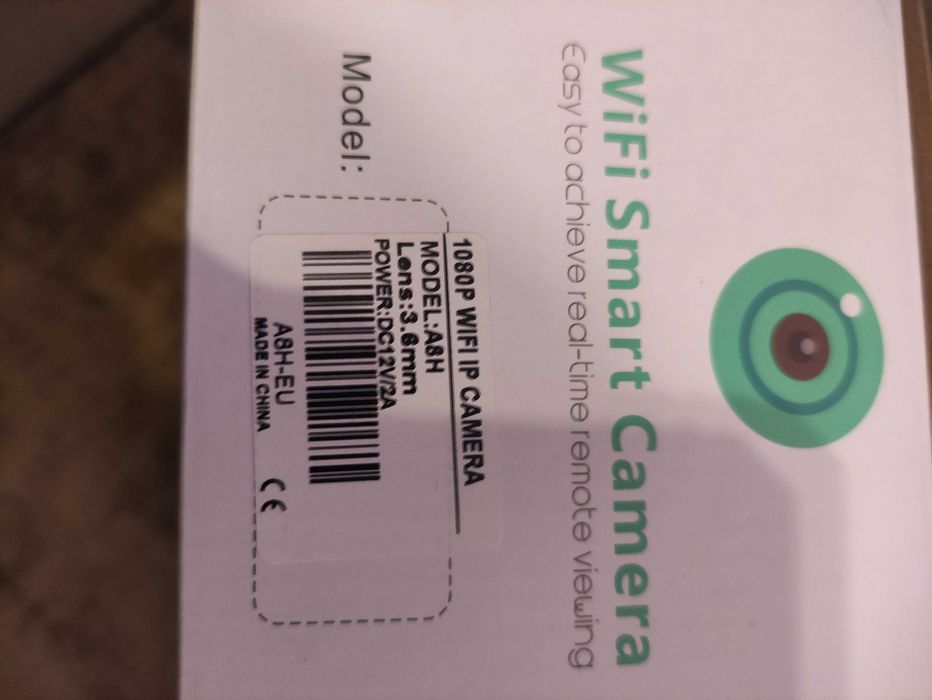 WiFi Smart Camera
Easy to achieve real-time remote viewing
Model:
1080P WIFI IP CAMERA
MODEL:A8H
Lens:3.6mm
POWER:DC12V/2A
A8H-EU
MADE IN CHINA
CE